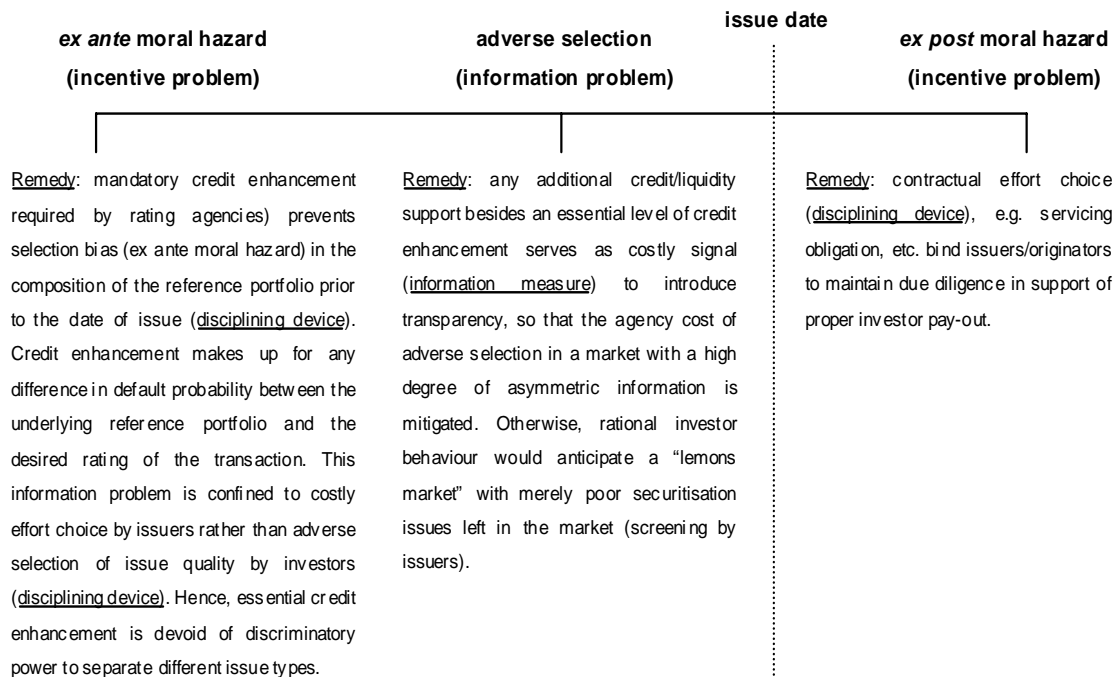 issue date
ex ante moral hazard
(incentive problem)
adverse selection
(information problem)
ex post moral hazard
(incentive problem)
Remedy: mandatory credit enhancement
required by rating agencies) prevents
selection bias (ex ante moral hazard) in the
composition of the reference portfolio prior
to the date of issue (disciplining device).
Credit enhancement makes up for any
difference in default probability between the
underlying reference portfolio and the
desired rating of the transaction. This
information problem is confined to costly
effort choice by issuers rather than adverse
selection of issue quality by investors
(disciplining device). Hence, essential credit
enhancement is devoid of discriminatory
power to separate different issue types.
Remedy: any additional credit/liquidity
support besides an essential level of credit
enhancement serves as costly signal
(information measure) to introduce
transparency, so that the agency cost of
adverse selection in a market with a high
degree of asymmetric information is
mitigated. Otherwise, rational investor
behaviour would anticipate a “lemons
market” with merely poor securitisation
issues left in the market (screening by
issuers).
Remedy: contractual effort choice
(disciplining device), e.g. servicing
obligation, etc. bind issuers/originators
to maintain due diligence in support of
proper investor pay-out.